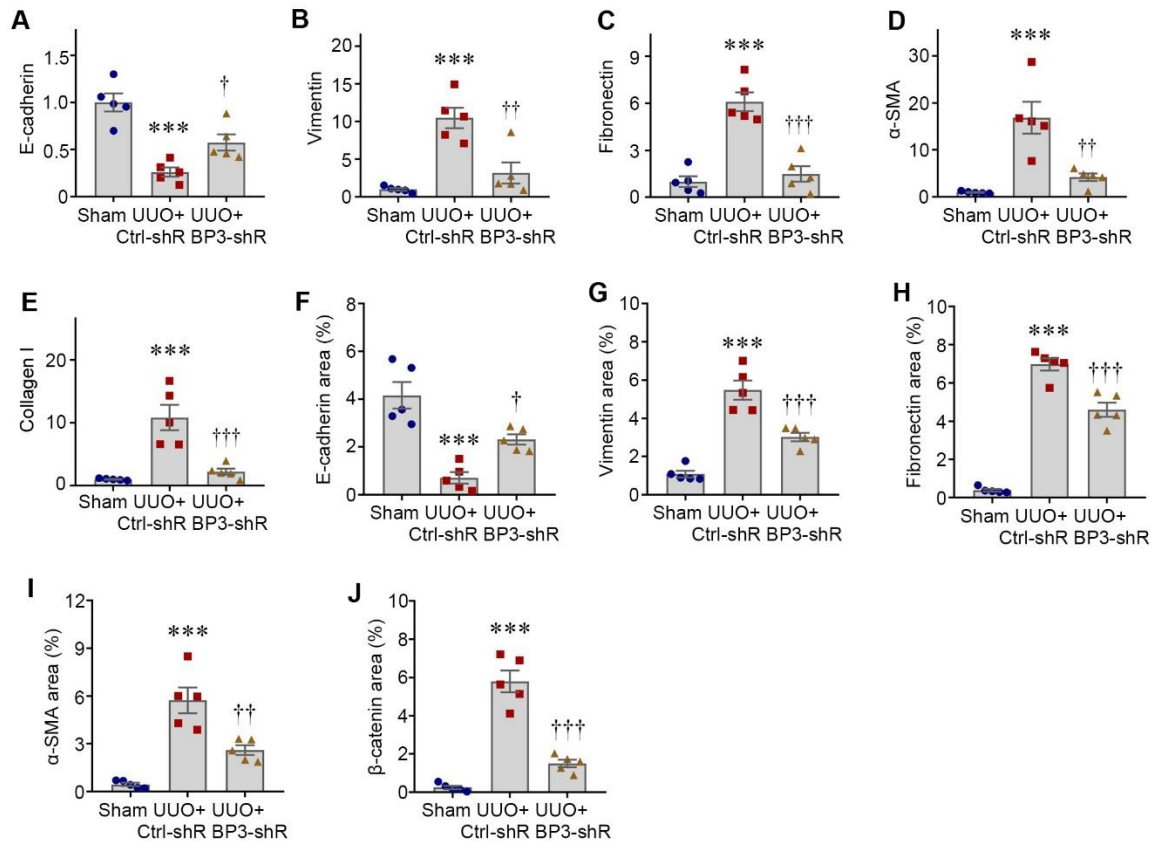 A
E-cadherin
1.5
1.0
0.5
0
***
†
Sham UUO+ UUO+
Ctrl-shR BP3-shR
B
Vimentin
20
15
10
5
0
***
††
Sham UUO+ UUO+
Ctrl-shR BP3-shR
C
Fibronectin
9
6
3
0
***
†††
Sham UUO+ UUO+
Ctrl-shR BP3-shR
D
α-SMA
30
20
10
0
***
††
Sham UUO+ UUO+
Ctrl-shR BP3-shR
E
Collagen I
20
10
0
***
†††
Sham UUO+ UUO+
Ctrl-shR BP3-shR
F
E-cadherin area (%)
8
6
4
2
0
***
†
Sham UUO+ UUO+
Ctrl-shR BP3-shR
G
Vimentin area (%)
10
8
6
4
2
0
***
†††
Sham UUO+ UUO+
Ctrl-shR BP3-shR
H
Fibronectin area (%)
10
8
6
4
2
0
***
†††
Sham UUO+ UUO+
Ctrl-shR BP3-shR
I
α-SMA area (%)
12
9
6
3
0
***
††
Sham UUO+ UUO+
Ctrl-shR BP3-shR
J
β-catenin area (%)
10
8
6
4
2
0
***
†††
Sham UUO+ UUO+
Ctrl-shR BP3-shR